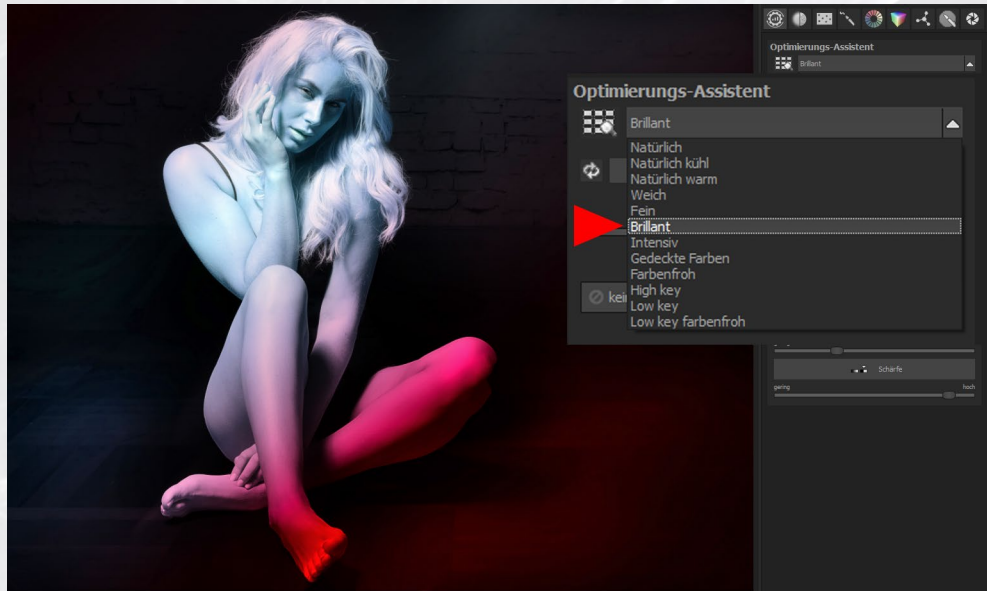 Optimierungs-Assistent
Brillant
Optimierungs-Assistent
Brillant
Natürlich
Natürlich kühl
Natürlich warm
Weich
Fein
Brillant
Intensiv
Gedeckte Farben
Farbenfroh
High key
Low key
Low key farbenfroh
Schärfe
gering
hoch